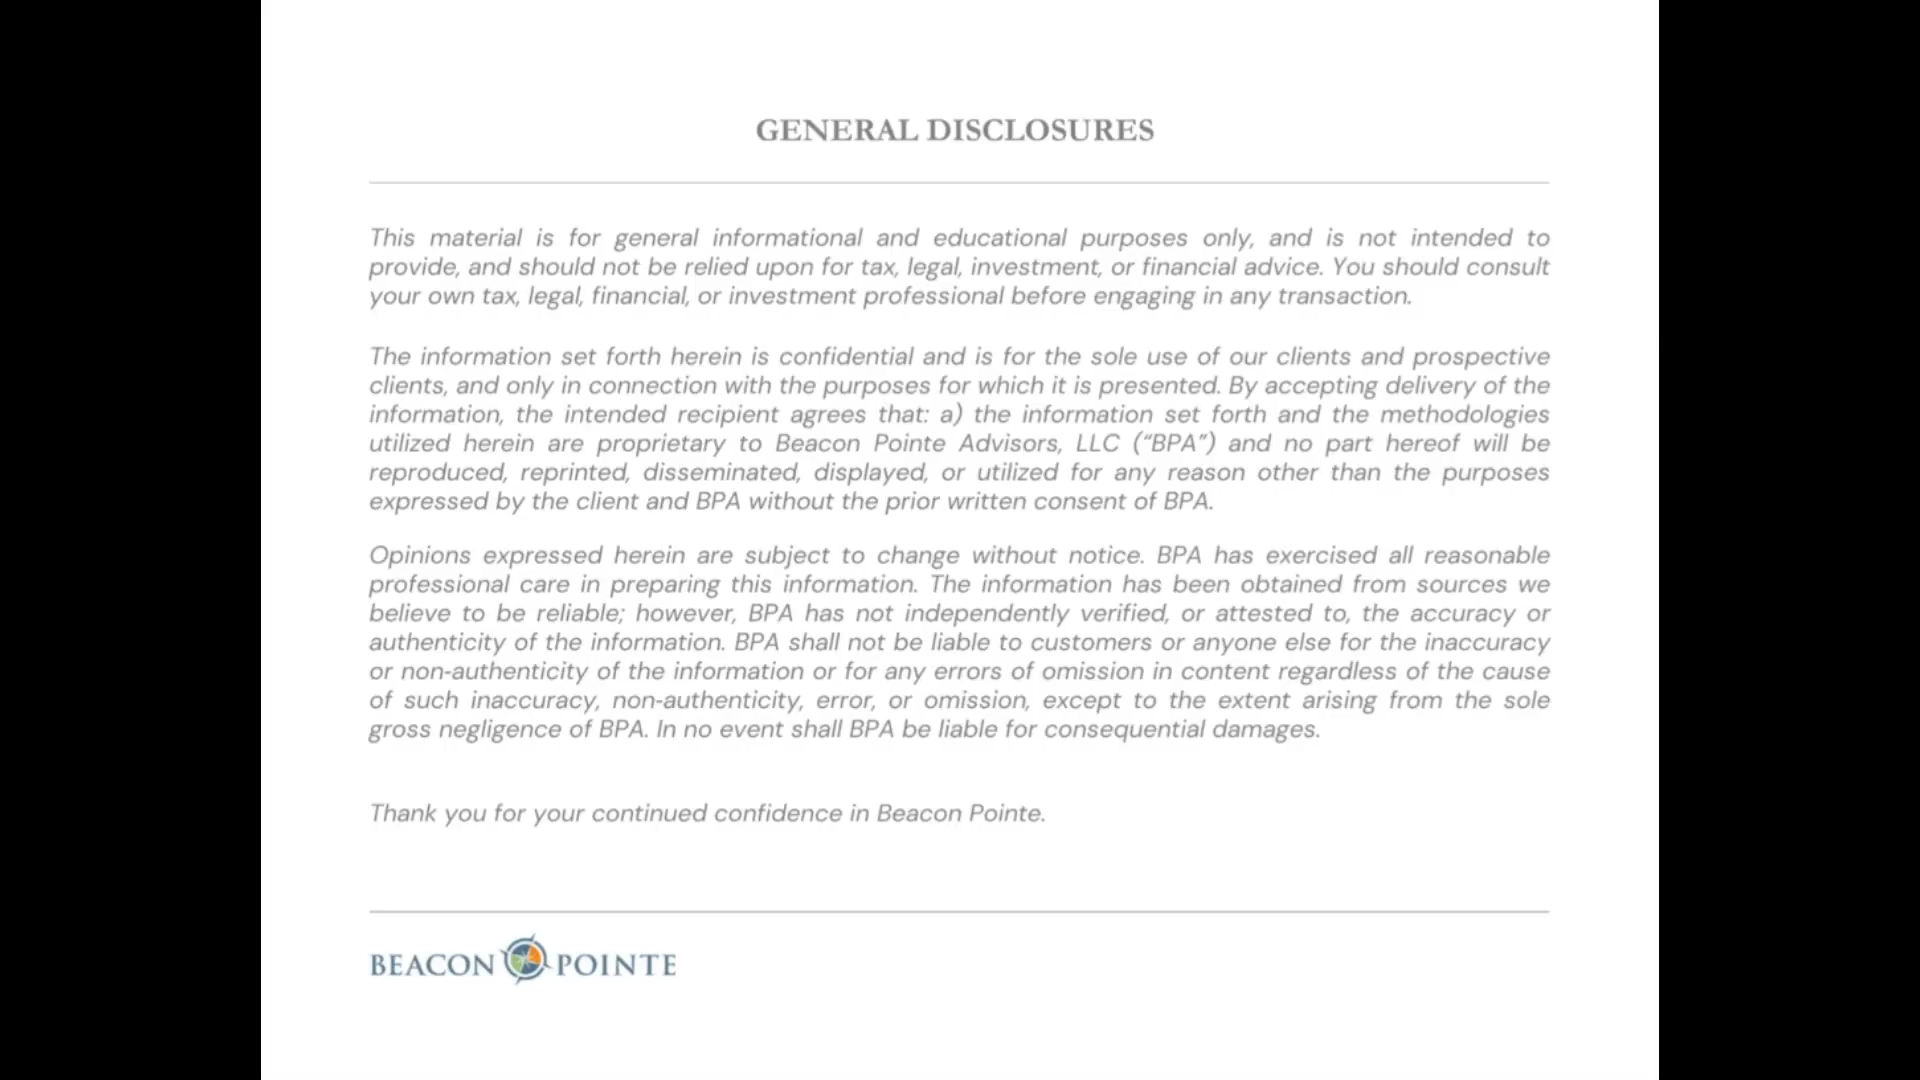 GENERAL DISCLOSURES
This material is for general informational and educational purposes only, and is not intended to
provide, and should not be relied upon for tax, legal, investment, or financial advice. You should consult
your own tax, legal, financial, or investment professional before engaging in any transaction.
The information set forth herein is confidential and is for the sole use of our clients and prospective
clients, and only in connection with the purposes for which it is presented. By accepting delivery of the
information, the intended recipient agrees that: a) the information set forth and the methodologies
utilized herein are proprietary to Beacon Pointe Advisors, LLC (“BPA”) and no part hereof will be
reproduced, reprinted, disseminated, displayed, or utilized for any reason other than the purposes
expressed by the client and BPA without the prior written consent of BPA.
Opinions expressed herein are subject to change without notice. BPA has exercised all reasonable
professional care in preparing this information. The information has been obtained from sources we
believe to be reliable; however, BPA has not independently verified, or attested to, the accuracy or
authenticity of the information. BPA shall not be liable to customers or anyone else for the inaccuracy
or non-authenticity of the information or for any errors of omission in content regardless of the cause
of such inaccuracy, non-authenticity, error, or omission, except to the extent arising from the sole
gross negligence of BPA. In no event shall BPA be liable for consequential damages.
Thank you for your continued confidence in Beacon Pointe.
BEACON POINTE